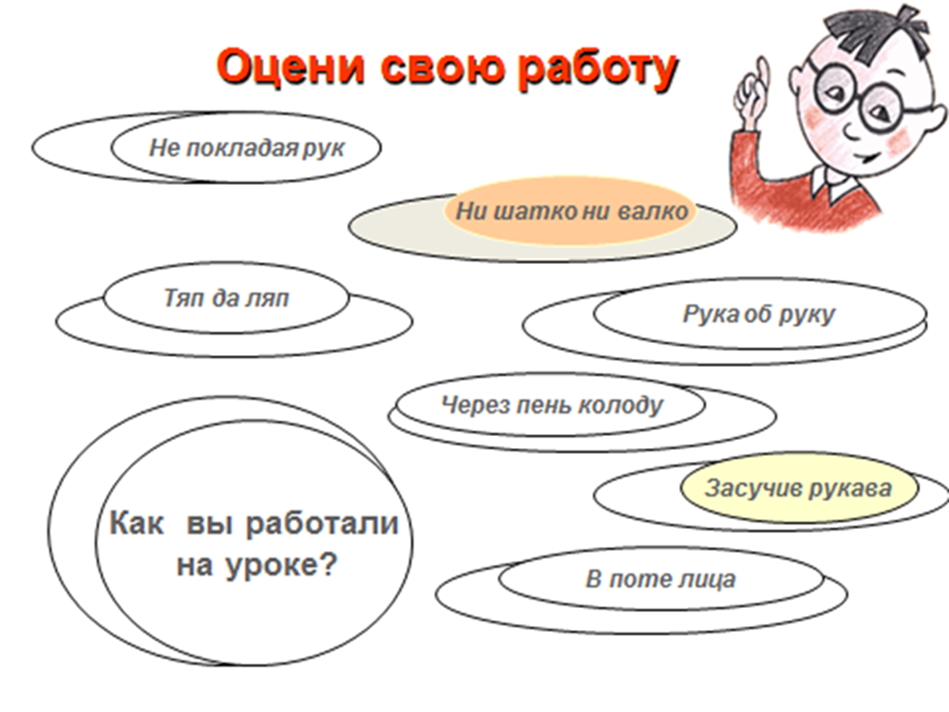 Оцени свою работу
Не покладая рук
Ни шатко ни валко
Тяп да ляп
Рука об руку
Через пень колоду
Засучив рукава
Как вы работали
на уроке?
В поте лица